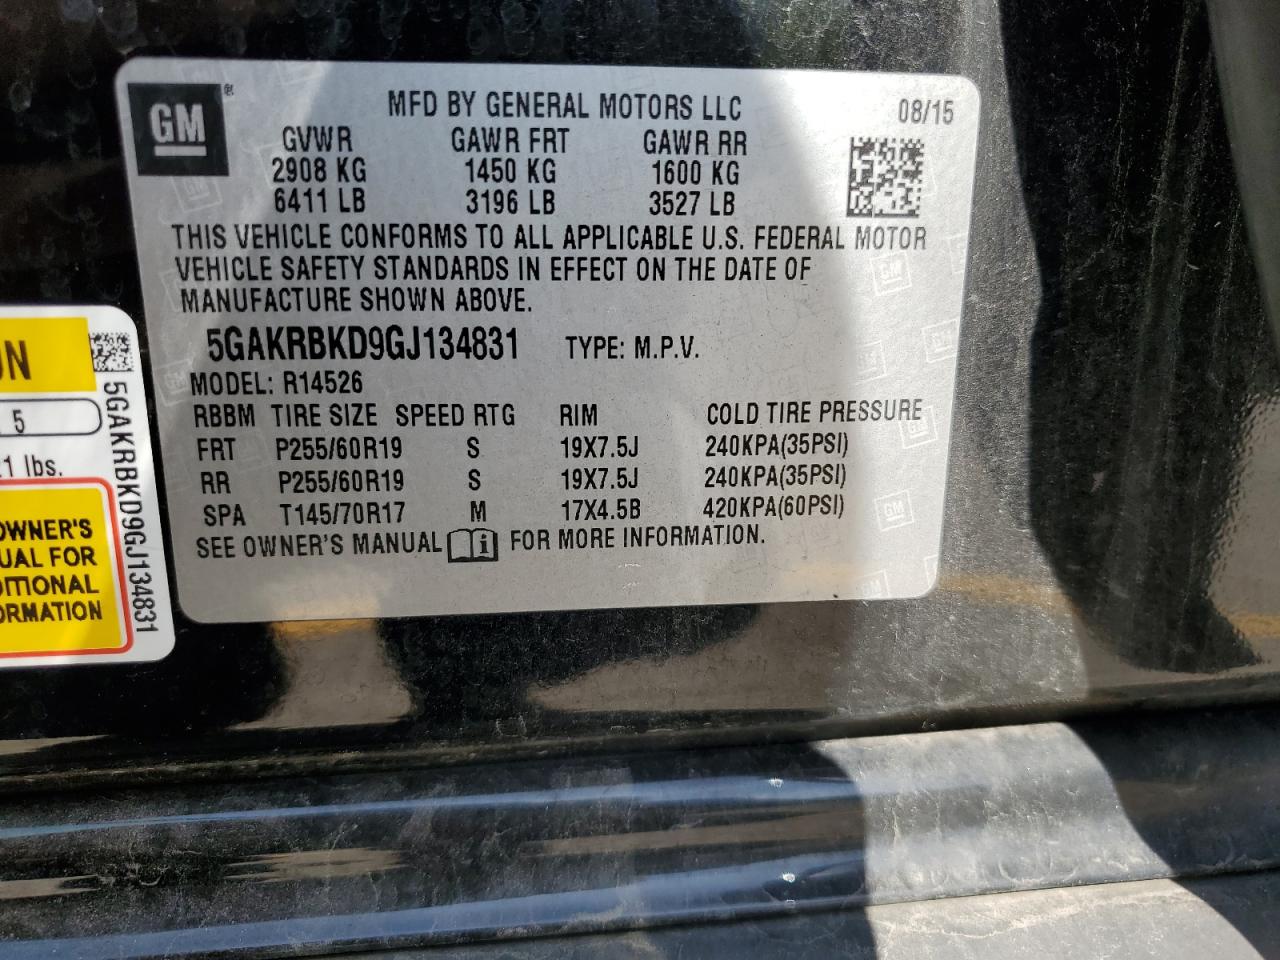 GM
®
MFD BY GENERAL MOTORS LLC
08/15
GVWR GAWR FRT GAWR RR
2908 KG 1450 KG 1600 KG
6411 LB 3196 LB 3527 LB
THIS VEHICLE CONFORMS TO ALL APPLICABLE U.S. FEDERAL MOTOR
VEHICLE SAFETY STANDARDS IN EFFECT ON THE DATE OF
MANUFACTURE SHOWN ABOVE.
5GAKRBKD9GJ134831 TYPE: M.P.V.
MODEL: R14526
RBBM TIRE SIZE SPEED RTG RIM COLD TIRE PRESSURE
FRT P255/60R19 S 19X7.5J 240KPA(35PSI)
RR P255/60R19 S 19X7.5J 240KPA(35PSI)
SPA T145/70R17 M 17X4.5B 420KPA(60PSI)
SEE OWNER'S MANUAL FOR MORE INFORMATION.
5
lbs.
OWNER'S
FOR
5GAKRBKD9GJ134831